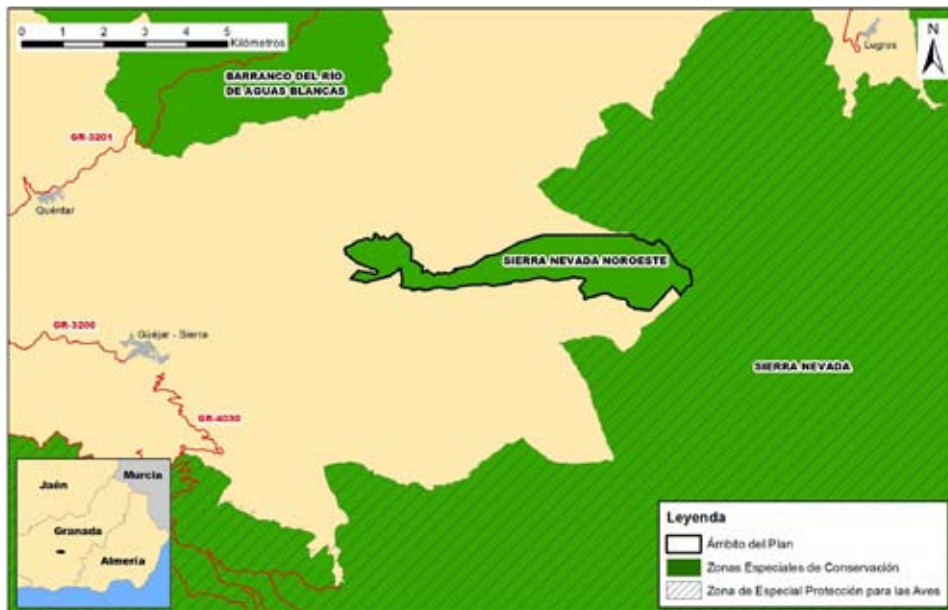 0 1 2 3 4 5
Kilómetros
N
Lugros
BARRANCO DEL RÍO
DE AGUAS BLANCAS
GR-3201
Quéntar
SIERRA NEVADA NOROESTE
GR-3200
Güéjar - Sierra
SIERRA NEVADA
GR-4030
Jaén
Murcia
Granada
Almería
Leyenda
Ámbito del Plan
Zonas Especiales de Conservación
Zona de Especial Protección para las Aves